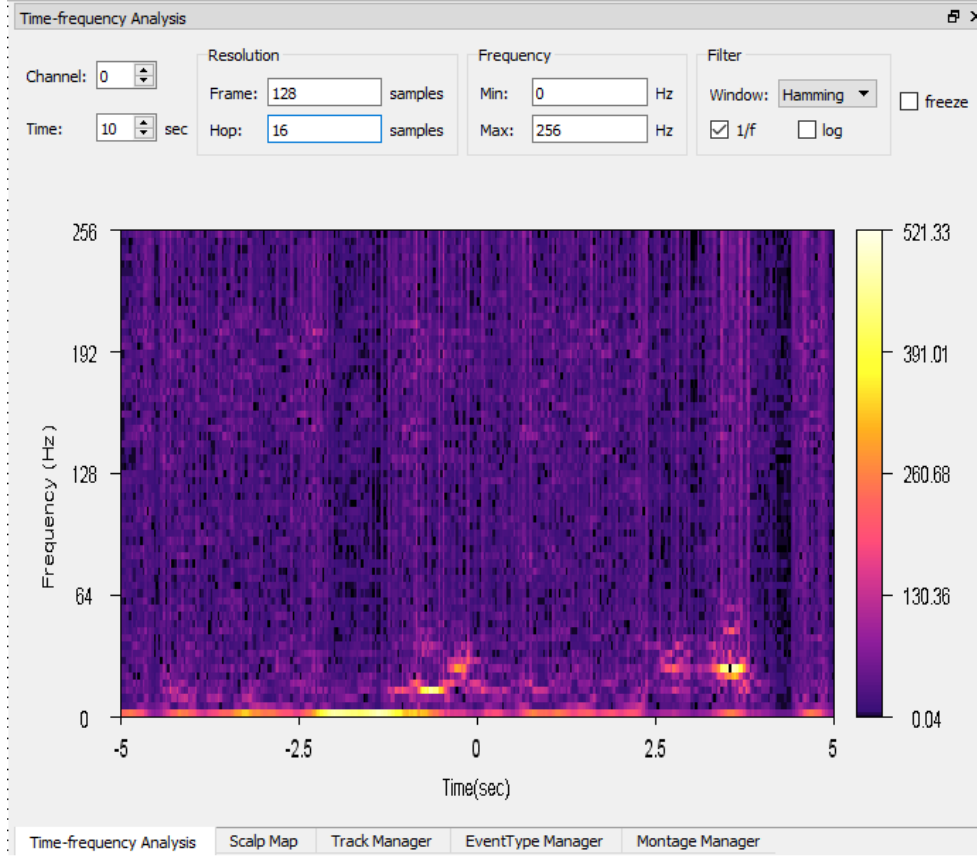 Time-frequency Analysis
Resolution Frequency Filter
Channel: 0 Frame: 128 samples Min: 0 Hz Window: Hamming freeze
Time: 10 sec Hop: 16 samples Max: 256 Hz 1/f log
256 521.33
192 391.01
128 260.68
64 130.36
0 0.04
Frequency (Hz)
-5 -2.5 0 2.5 5
Time(sec)
Time-frequency Analysis Scalp Map Track Manager EventType Manager Montage Manager